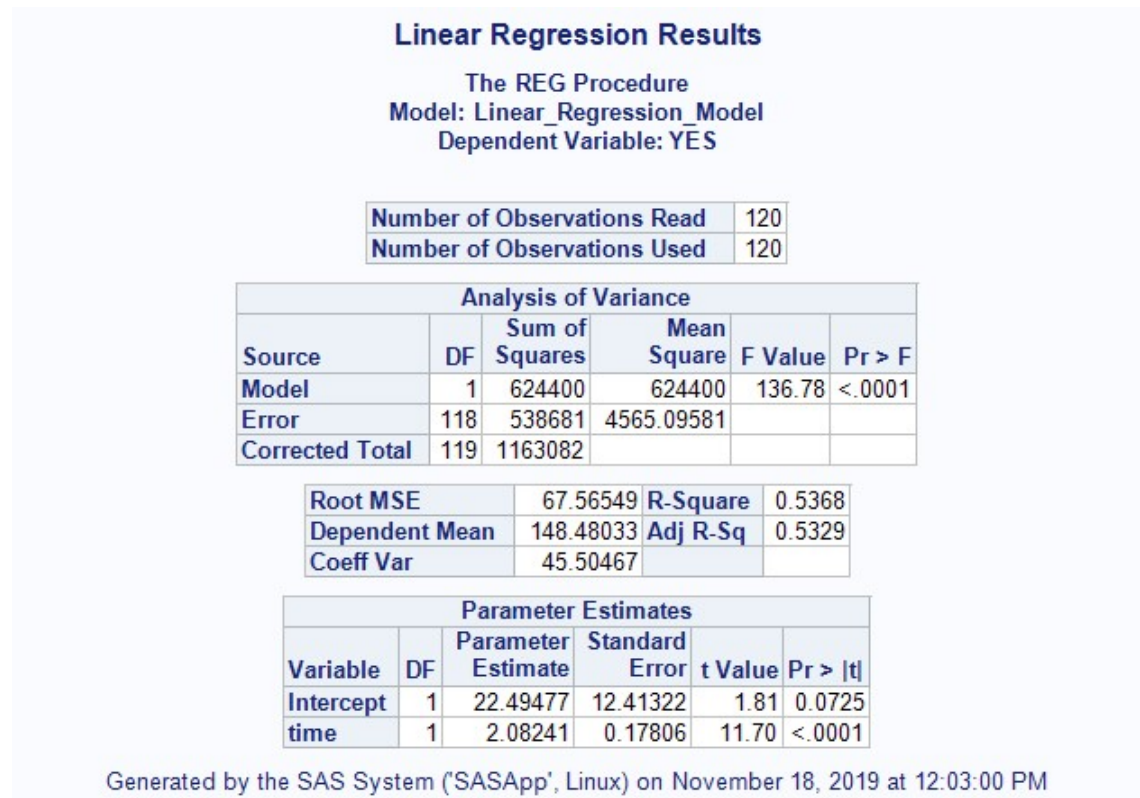 Linear Regression Results
The REG Procedure
Model: Linear_Regression_Model
Dependent Variable: YES
Number of Observations Read 120
Number of Observations Used 120
Analysis of Variance
Source DF Sum of Squares Mean Square F Value Pr > F
Model 1 624400 624400 136.78 <.0001
Error 118 538681 4565.09581
Corrected Total 119 1163082
Root MSE 67.56549 R-Square 0.5368
Dependent Mean 148.48033 Adj R-Sq 0.5329
Coeff Var 45.50467
Parameter Estimates
Variable DF Parameter Estimate Standard Error t Value Pr > |t|
Intercept 1 22.49477 12.41322 1.81 0.0725
time 1 2.08241 0.17806 11.70 <.0001
Generated by the SAS System ('SASApp', Linux) on November 18, 2019 at 12:03:00 PM